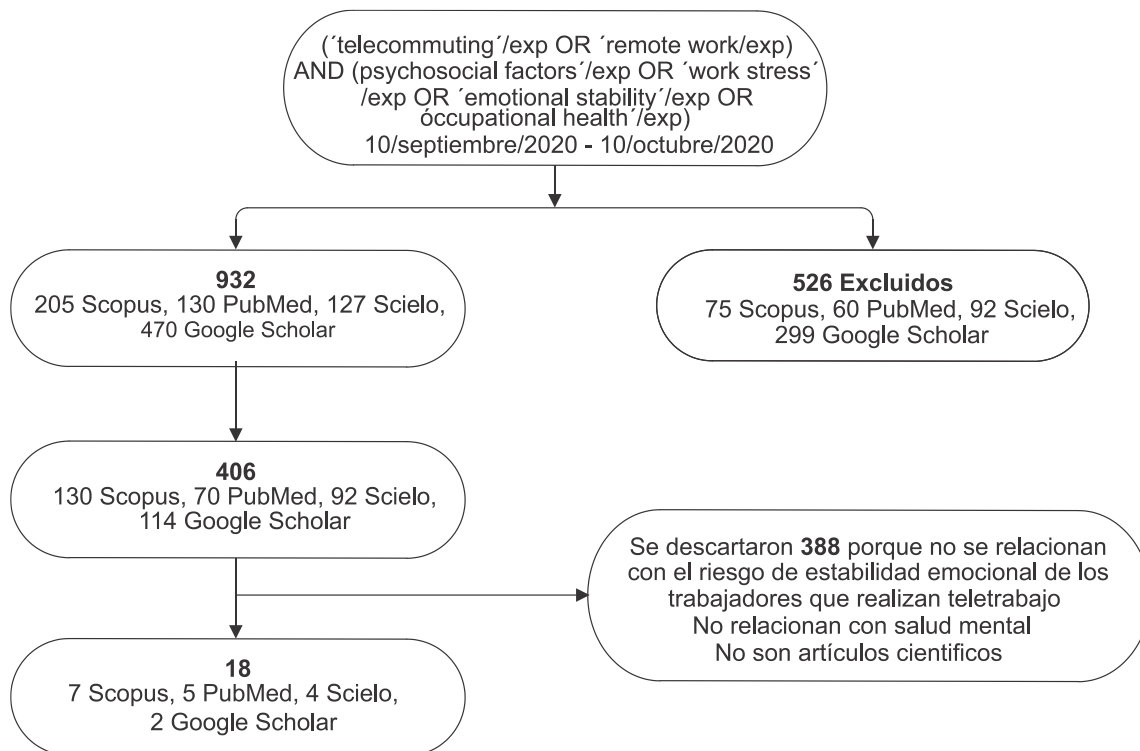 (´telecommuting´/exp OR ´remote work/exp)
AND (psychosocial factors´/exp OR ´work stress´
/exp OR ´emotional stability´/exp OR
óccupational health´/exp)
10/septiembre/2020 - 10/octubre/2020
932
205 Scopus, 130 PubMed, 127 Scielo,
470 Google Scholar
526 Excluidos
75 Scopus, 60 PubMed, 92 Scielo,
299 Google Scholar
406
130 Scopus, 70 PubMed, 92 Scielo,
114 Google Scholar
Se descartaron 388 porque no se relacionan
con el riesgo de estabilidad emocional de los
trabajadores que realizan teletrabajo
No relacionan con salud mental
No son artículos cientificos
18
7 Scopus, 5 PubMed, 4 Scielo,
2 Google Scholar